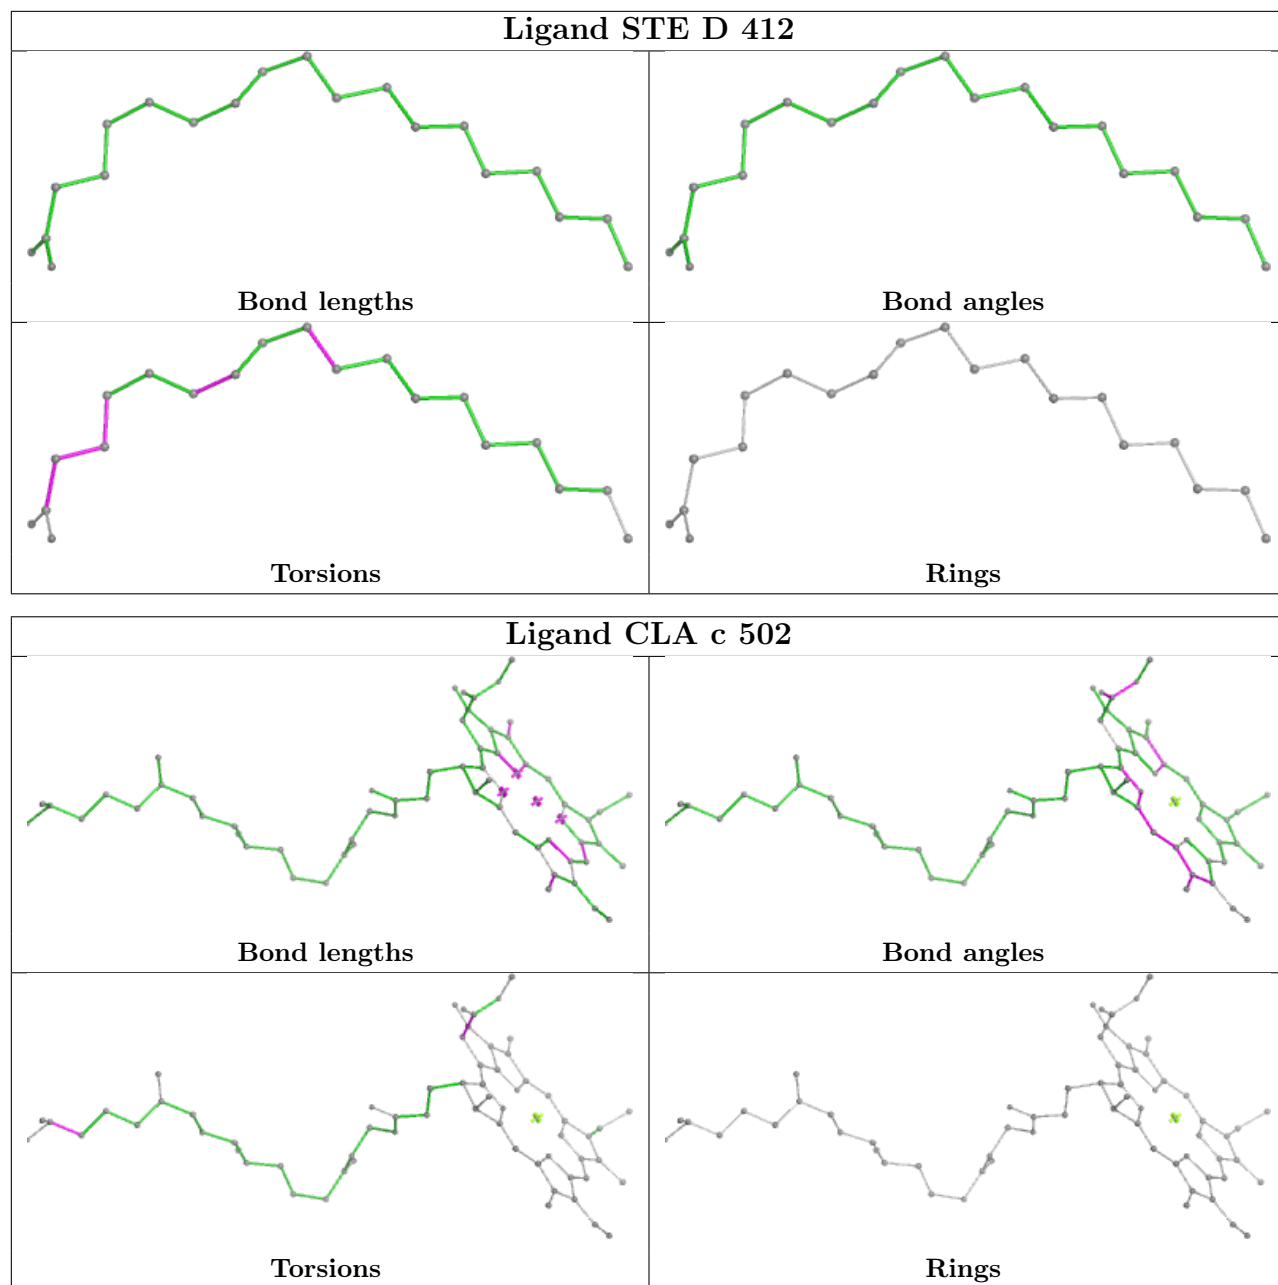 Ligand STE D 412
Bond lengths
Bond angles
Torsions
Rings
Ligand CLA c 502
Bond lengths
Bond angles
Torsions
Rings